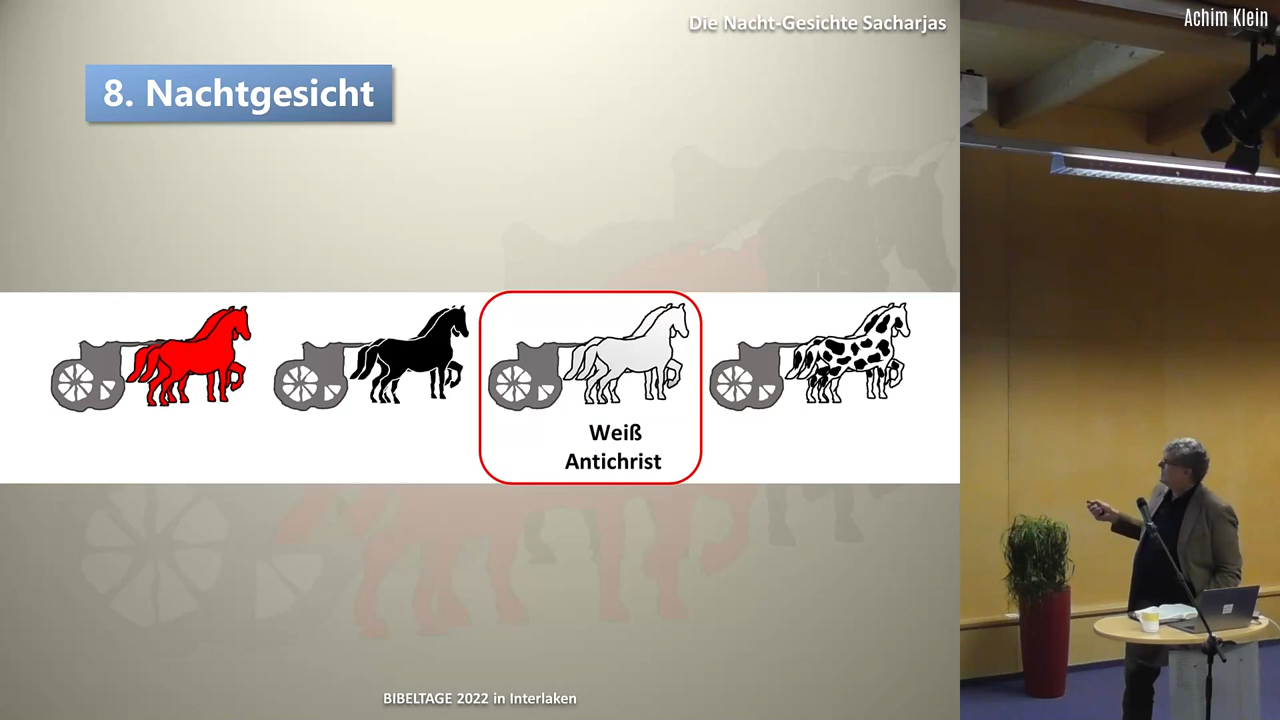 Die Nacht-Gesichte Sacharjas
Achim Klein
8. Nachtgesicht
Weiß
Antichrist
BIBELTAGE 2022 in Interlaken